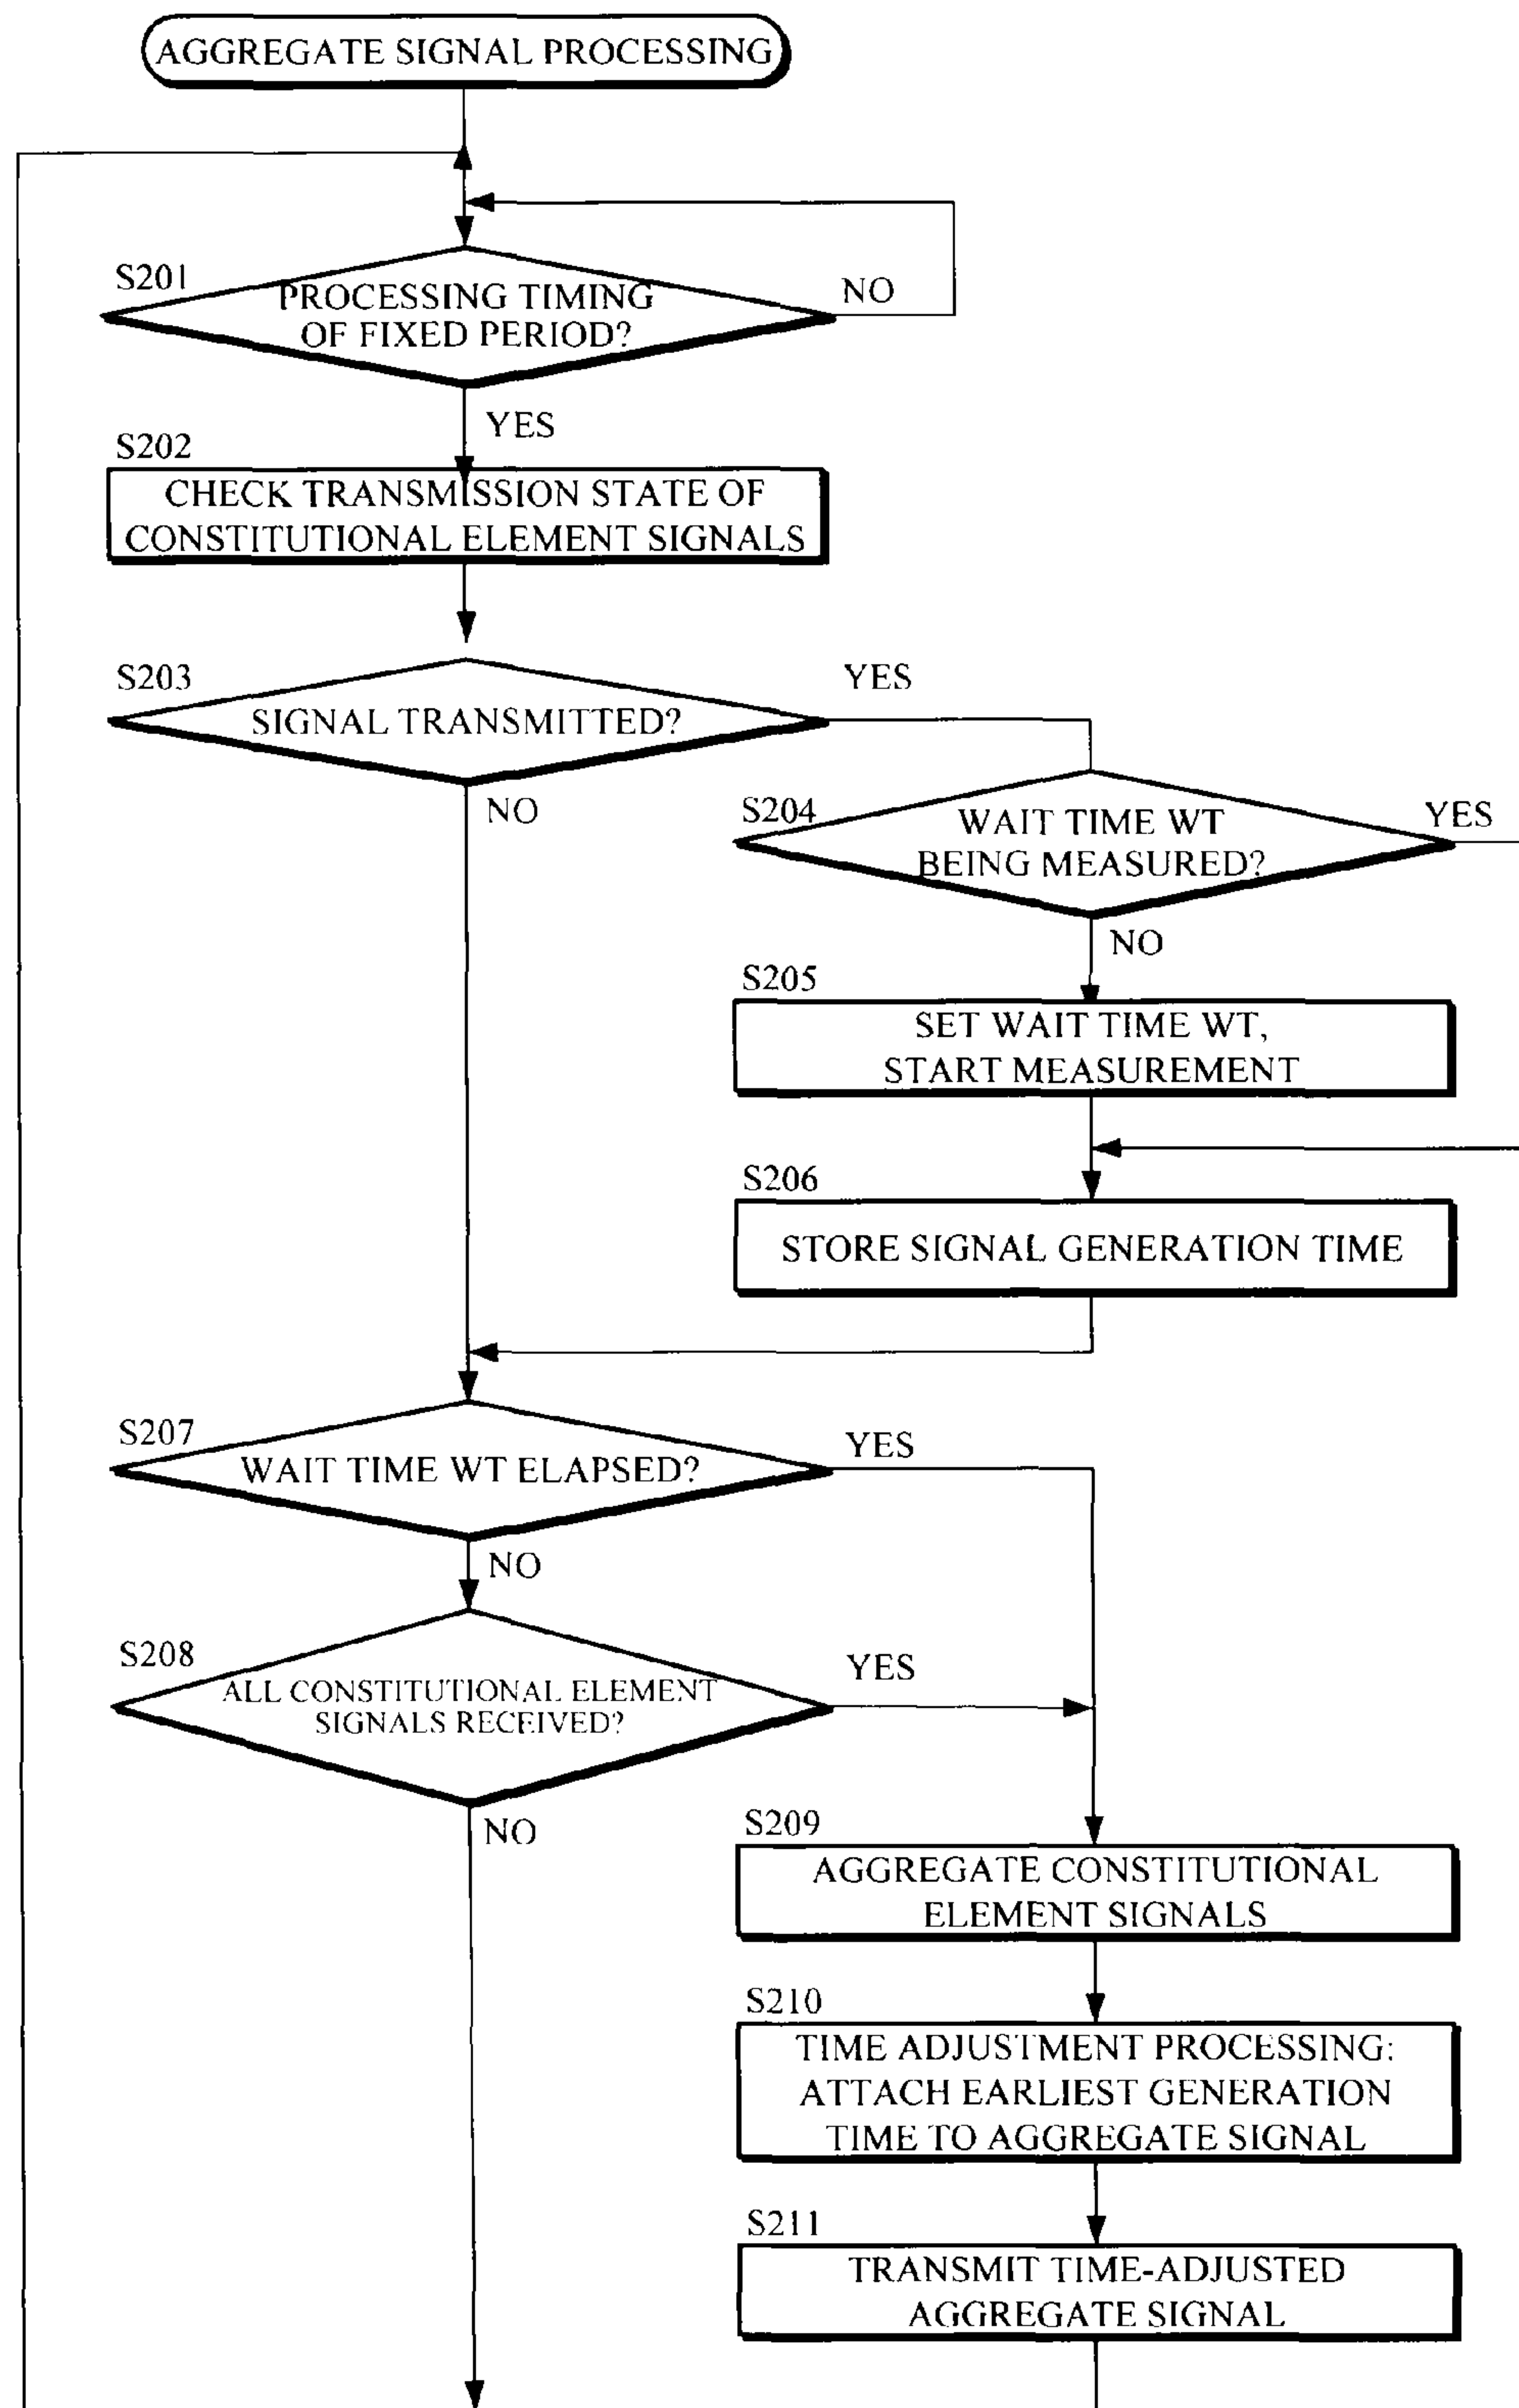 AGGREGATE SIGNAL PROCESSING
S201
PROCESSING TIMING
OF FIXED PERIOD?
NO
YES
S202
CHECK TRANSMISSION STATE OF
CONSTITUTIONAL ELEMENT SIGNALS
S203
SIGNAL TRANSMITTED?
YES
NO
S204
WAIT TIME WT
BEING MEASURED?
YES
NO
S205
SET WAIT TIME WT,
START MEASUREMENT
S206
STORE SIGNAL GENERATION TIME
S207
WAIT TIME WT ELAPSED?
YES
NO
S208
ALL CONSTITUTIONAL ELEMENT
SIGNALS RECEIVED?
YES
NO
S209
AGGREGATE CONSTITUTIONAL
ELEMENT SIGNALS
S210
TIME ADJUSTMENT PROCESSING:
ATTACH EARLIEST GENERATION
TIME TO AGGREGATE SIGNAL
S211
TRANSMIT TIME-ADJUSTED
AGGREGATE SIGNAL